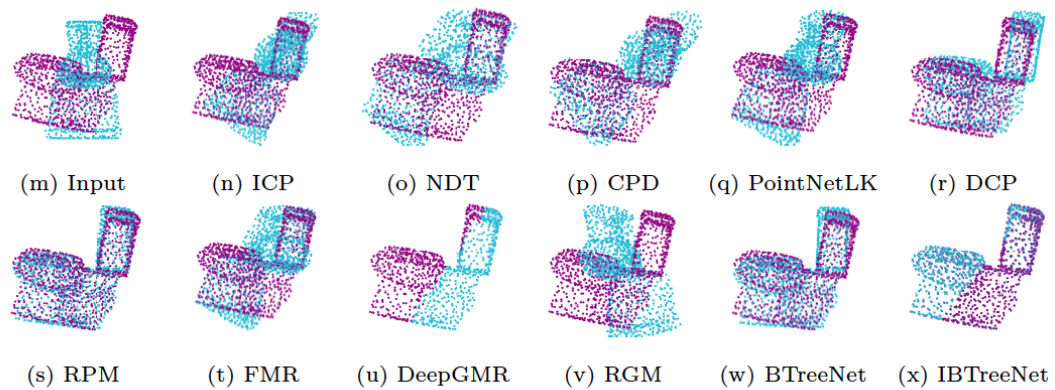 (m) Input (n) ICP (o) NDT (p) CPD (q) PointNetLK (r) DCP
(s) RPM (t) FMR (u) DeepGMR (v) RGM (w) BTreeNet (x) IBTreeNet